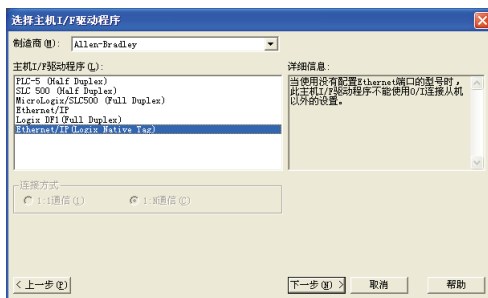 选择主机I/F驱动程序
制造商(M): Allen-Bradley
主机I/F驱动程序(L):
PLC-5 (Half Duplex)
SLC 500 (Half Duplex)
MicroLogix/SLC500 (Full Duplex)
Ethernet/IP
Logix DF1(Full Duplex)
Ethernet/IP(Logix Native Tag)
详细信息:
当使用没有配置Ethernet端口的型号时，
此主机I/F驱动程序不能使用O/I连接从机
以外的设置。
连接方式
1:1通信(I)
1:N通信(C)
< 上一步(P)
下一步(N) >
取消
帮助